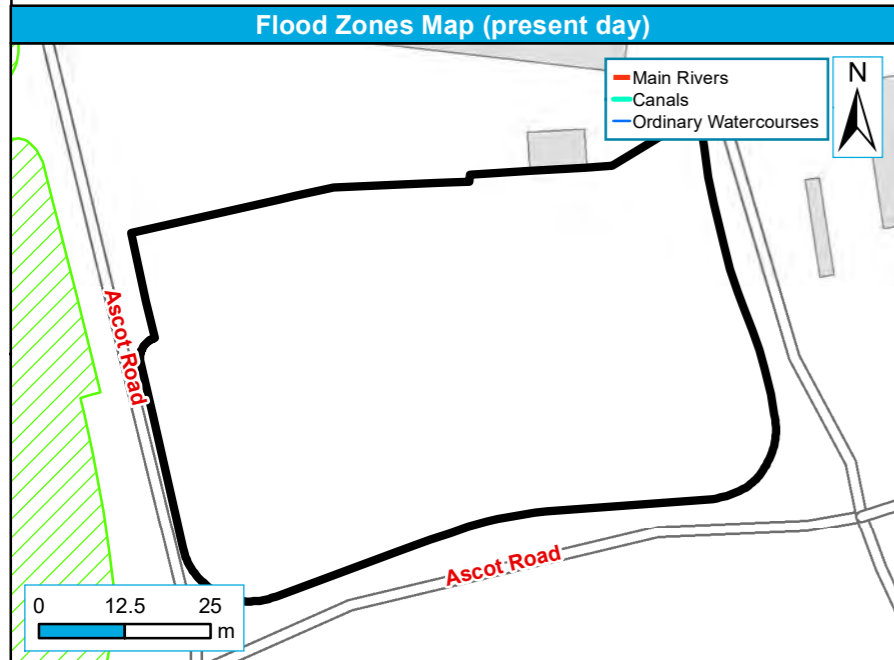 Flood Zones Map (present day)
Main Rivers
Canals
Ordinary Watercourses
N
Ascot Road
Ascot Road
0 12.5 25
m